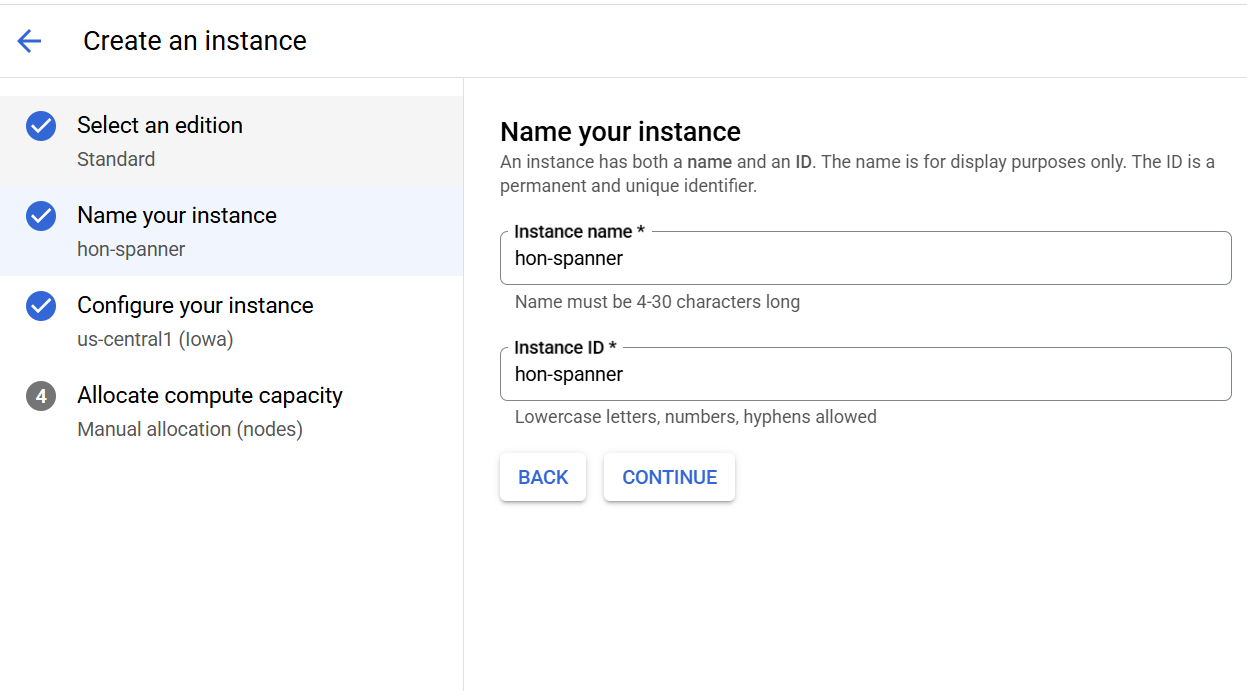 Create an instance
Select an edition
Standard
Name your instance
hon-spanner
Configure your instance
us-central1 (Iowa)
4 Allocate compute capacity
Manual allocation (nodes)
Name your instance
An instance has both a name and an ID. The name is for display purposes only. The ID is a
permanent and unique identifier.
Instance name *
hon-spanner
Name must be 4-30 characters long
Instance ID *
hon-spanner
Lowercase letters, numbers, hyphens allowed
BACK CONTINUE